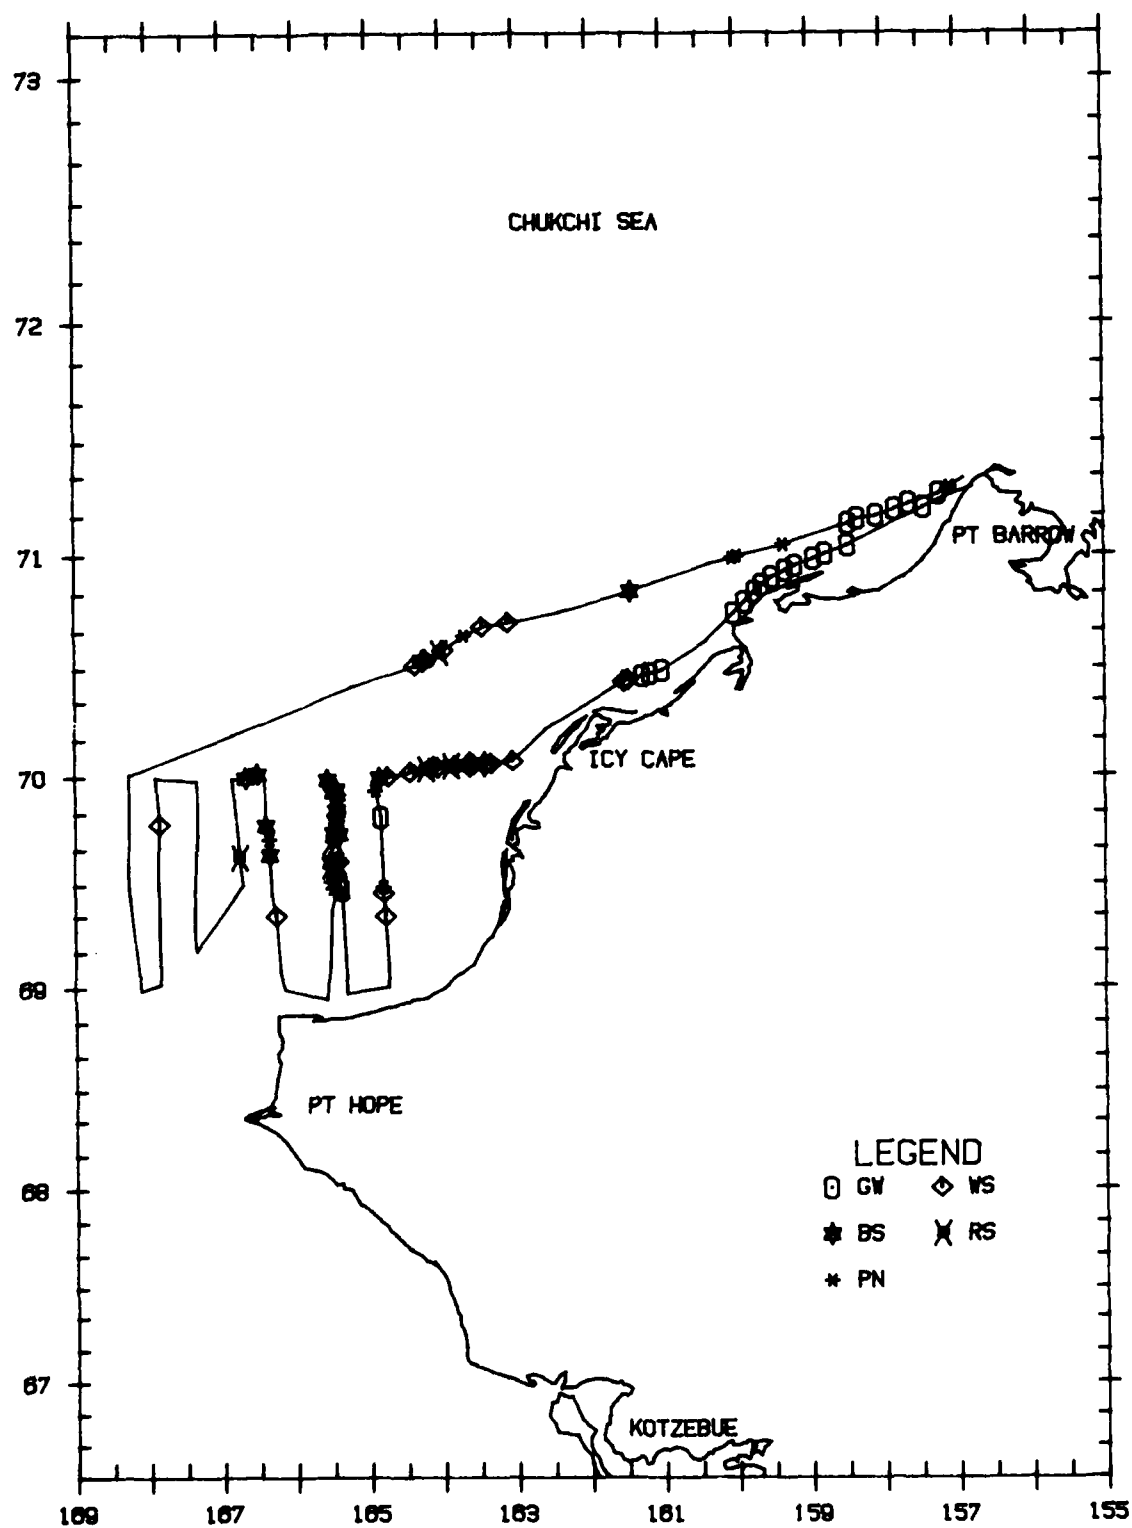 73
CHUKCHI SEA
72
PT BARROW
71
ICY CAPE
70
69
PT HOPE
LEGEND
GW WS
68
BS RS
PN
67
KOTZEBUE
169 167 165 163 161 159 157 155